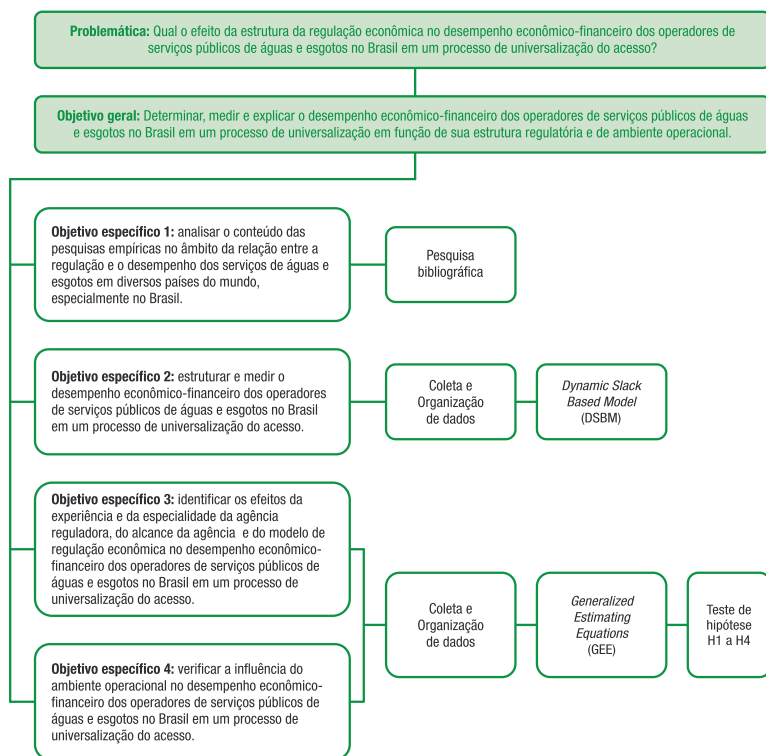 Problemática: Qual o efeito da estrutura da regulação econômica no desempenho econômico-financeiro dos operadores de
serviços públicos de águas e esgotos no Brasil em um processo de universalização do acesso?
Objetivo geral: Determinar, medir e explicar o desempenho econômico-financeiro dos operadores de serviços públicos de águas
e esgotos no Brasil em um processo de universalização em função de sua estrutura regulatória e de ambiente operacional.
Objetivo específico 1: analisar o conteúdo das
pesquisas empíricas no âmbito da relação entre a
regulação e o desempenho dos serviços de águas e
esgotos em diversos países do mundo,
especialmente no Brasil.
Pesquisa
bibliográfica
Objetivo específico 2: estruturar e medir o
desempenho econômico-financeiro dos operadores
de serviços públicos de águas e esgotos no Brasil
em um processo de universalização do acesso.
Coleta e
Organização
de dados
Dynamic Slack
Based Model
(DSBM)
Objetivo específico 3: identificar os efeitos da
experiência e da especialidade da agência
reguladora, do alcance da agência e do modelo de
regulação econômica no desempenho econômico-
financeiro dos operadores de serviços públicos de
águas e esgotos no Brasil em um processo de
universalização do acesso.
Objetivo específico 4: verificar a influência do
ambiente operacional no desempenho econômico-
financeiro dos operadores de serviços públicos de
águas e esgotos no Brasil em um processo de
universalização do acesso.
Coleta e
Organização
de dados
Generalized
Estimating
Equations
(GEE)
Teste de
hipótese
H1 a H4